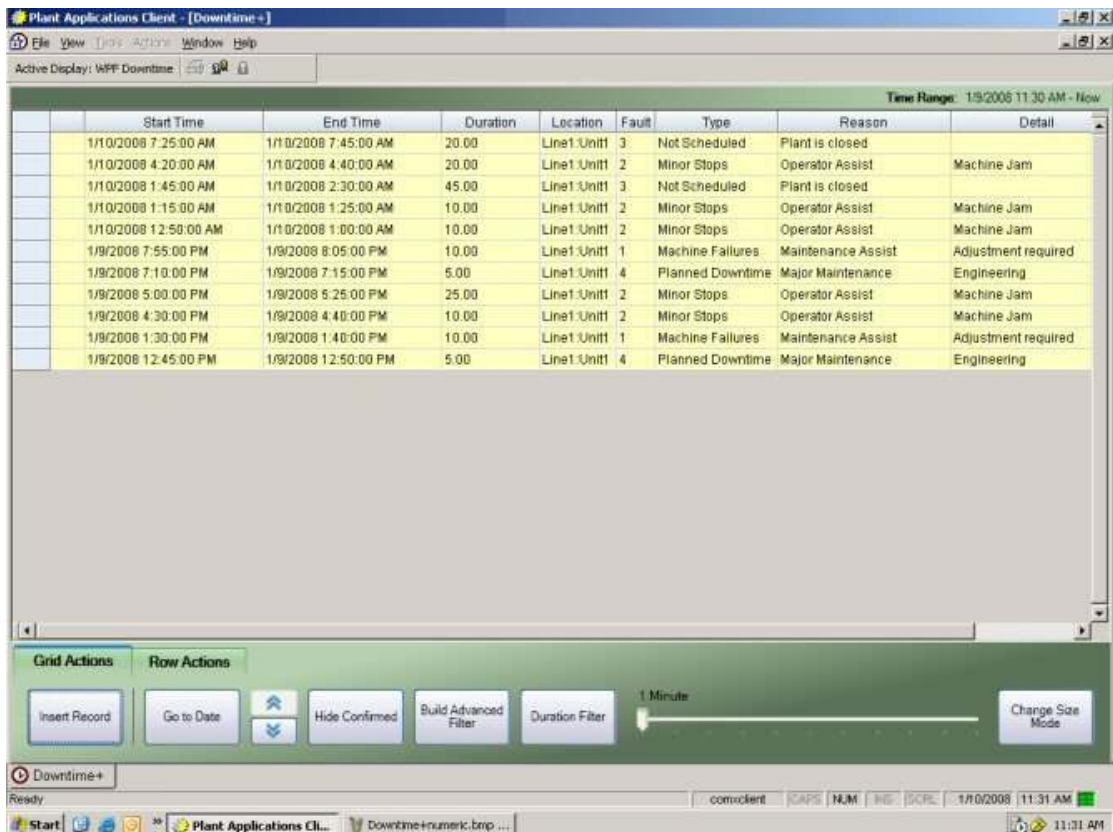 Plant Applications Client - [Downtime+]
File View Tools Actions Window Help
Active Display: WPF Downtime
Time Range: 1/9/2008 11:30 AM - Now
Start Time End Time Duration Location Fault Type Reason Detail
1/10/2008 7:25:00 AM 1/10/2008 7:45:00 AM 20.00 Line1:Unit1 3 Not Scheduled Plant is closed
1/10/2008 4:20:00 AM 1/10/2008 4:40:00 AM 20.00 Line1:Unit1 2 Minor Stops Operator Assist Machine Jam
1/10/2008 1:45:00 AM 1/10/2008 2:30:00 AM 45.00 Line1:Unit1 3 Not Scheduled Plant is closed
1/10/2008 1:15:00 AM 1/10/2008 1:25:00 AM 10.00 Line1:Unit1 2 Minor Stops Operator Assist Machine Jam
1/10/2008 12:50:00 AM 1/10/2008 1:00:00 AM 10.00 Line1:Unit1 2 Minor Stops Operator Assist Machine Jam
1/9/2008 7:55:00 PM 1/9/2008 8:05:00 PM 10.00 Line1:Unit1 1 Machine Failures Maintenance Assist Adjustment required
1/9/2008 7:10:00 PM 1/9/2008 7:15:00 PM 5.00 Line1:Unit1 4 Planned Downtime Major Maintenance Engineering
1/9/2008 5:00:00 PM 1/9/2008 5:25:00 PM 25.00 Line1:Unit1 2 Minor Stops Operator Assist Machine Jam
1/9/2008 4:30:00 PM 1/9/2008 4:40:00 PM 10.00 Line1:Unit1 2 Minor Stops Operator Assist Machine Jam
1/9/2008 1:30:00 PM 1/9/2008 1:40:00 PM 10.00 Line1:Unit1 1 Machine Failures Maintenance Assist Adjustment required
1/9/2008 12:45:00 PM 1/9/2008 12:50:00 PM 5.00 Line1:Unit1 4 Planned Downtime Major Maintenance Engineering
Grid Actions Row Actions
Insert Record Go to Date Hide Confirmed Build Advanced Filter Duration Filter 1 Minute Change Size Mode
Downtime+
Ready comxclient CAPS NUM INS SCRL 1/10/2008 11:31 AM
Start Plant Applications Cli... Downtime+numeric.bmp ... 11:31 AM